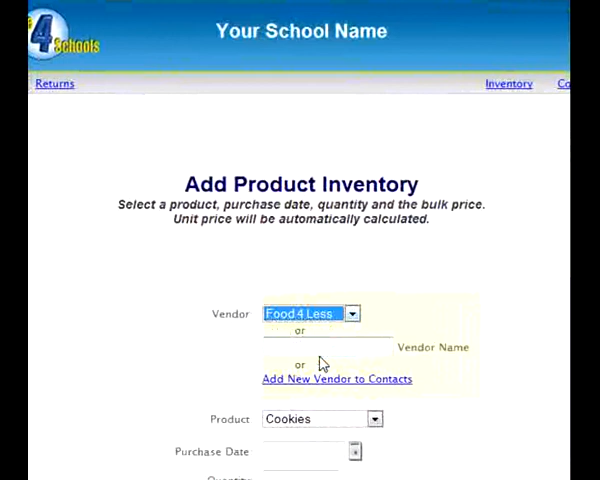 4 Schools
Your School Name
Returns
Inventory
Add Product Inventory
Select a product, purchase date, quantity and the bulk price.
Unit price will be automatically calculated.
Vendor
Food 4 Less
or
Vendor Name
or
Add New Vendor to Contacts
Product
Cookies
Purchase Date